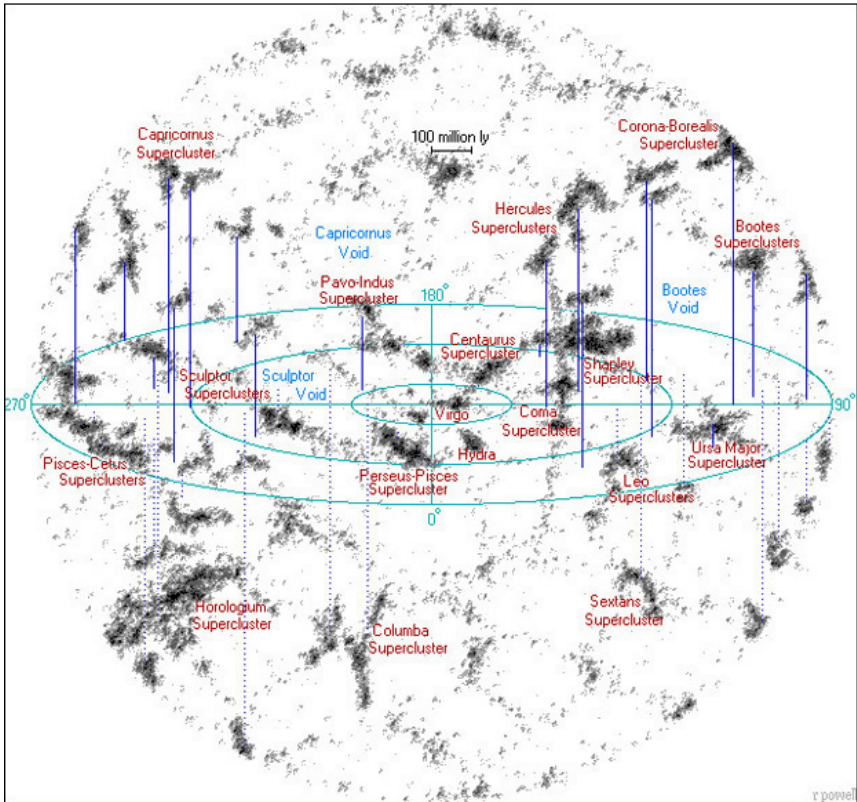 100 million ly
Corona-Borealis
Supercluster
Capricornus
Supercluster
Hercules
Superclusters
Bootes
Superclusters
Capricornus
Void
Pavo-Indus
Supercluster
180°
Bootes
Void
Centaurus
Supercluster
Shapley
Supercluster
Sculptor
Superclusters
Sculptor
Void
270°
Virgo
Coma
Supercluster
90°
Pisces-Cetus
Superclusters
Perseus-Pisces
Supercluster
Hydra
Leo
Superclusters
Ursa Major
Supercluster
0°
Horologium
Supercluster
Columba
Supercluster
Sextans
Supercluster
r powell